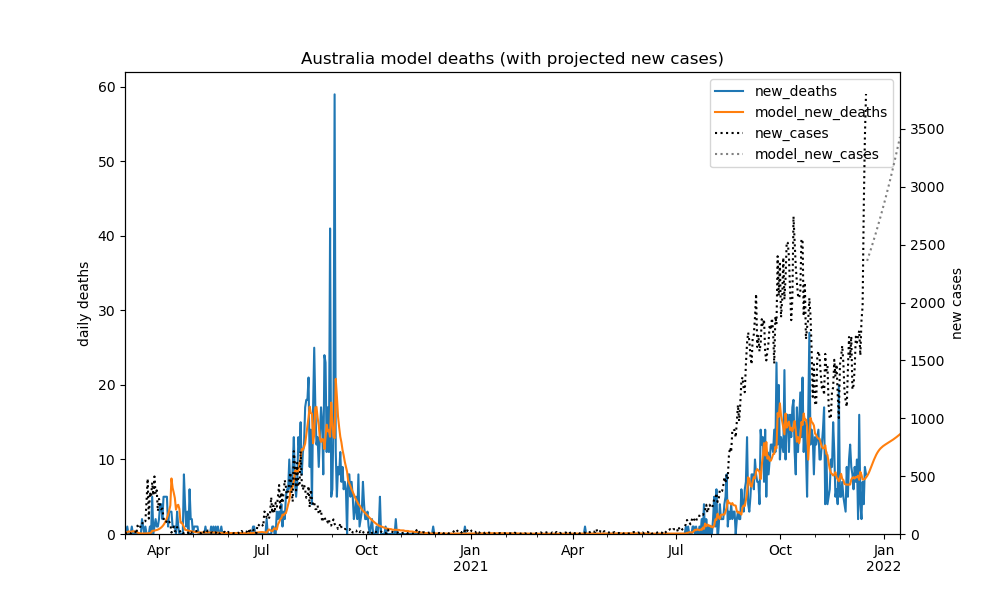 Australia model deaths (with projected new cases)
new_deaths
model_new_deaths
new_cases
model_new_cases
daily deaths
60
50
40
30
20
10
0
new cases
3500
3000
2500
2000
1500
1000
500
0
Apr Jul Oct Jan Apr Jul Oct Jan
2021 2022